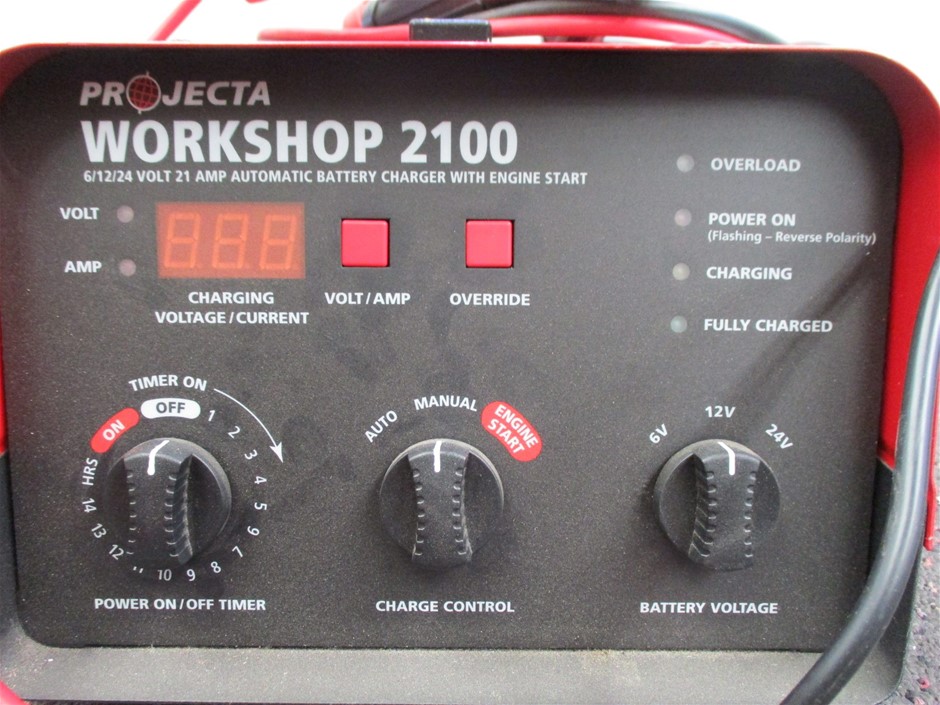 PROJECTA
WORKSHOP 2100
6/12/24 VOLT 21 AMP AUTOMATIC BATTERY CHARGER WITH ENGINE START
VOLT
AMP
CHARGING
VOLTAGE/CURRENT
VOLT/AMP
OVERRIDE
OVERLOAD
POWER ON
(Flashing – Reverse Polarity)
CHARGING
FULLY CHARGED
TIMER ON
ON
OFF
1
2
3
4
5
6
7
8
9
10
12
13
14
HRS
POWER ON/OFF TIMER
AUTO
MANUAL
ENGINE
START
CHARGE CONTROL
6V
12V
24V
BATTERY VOLTAGE